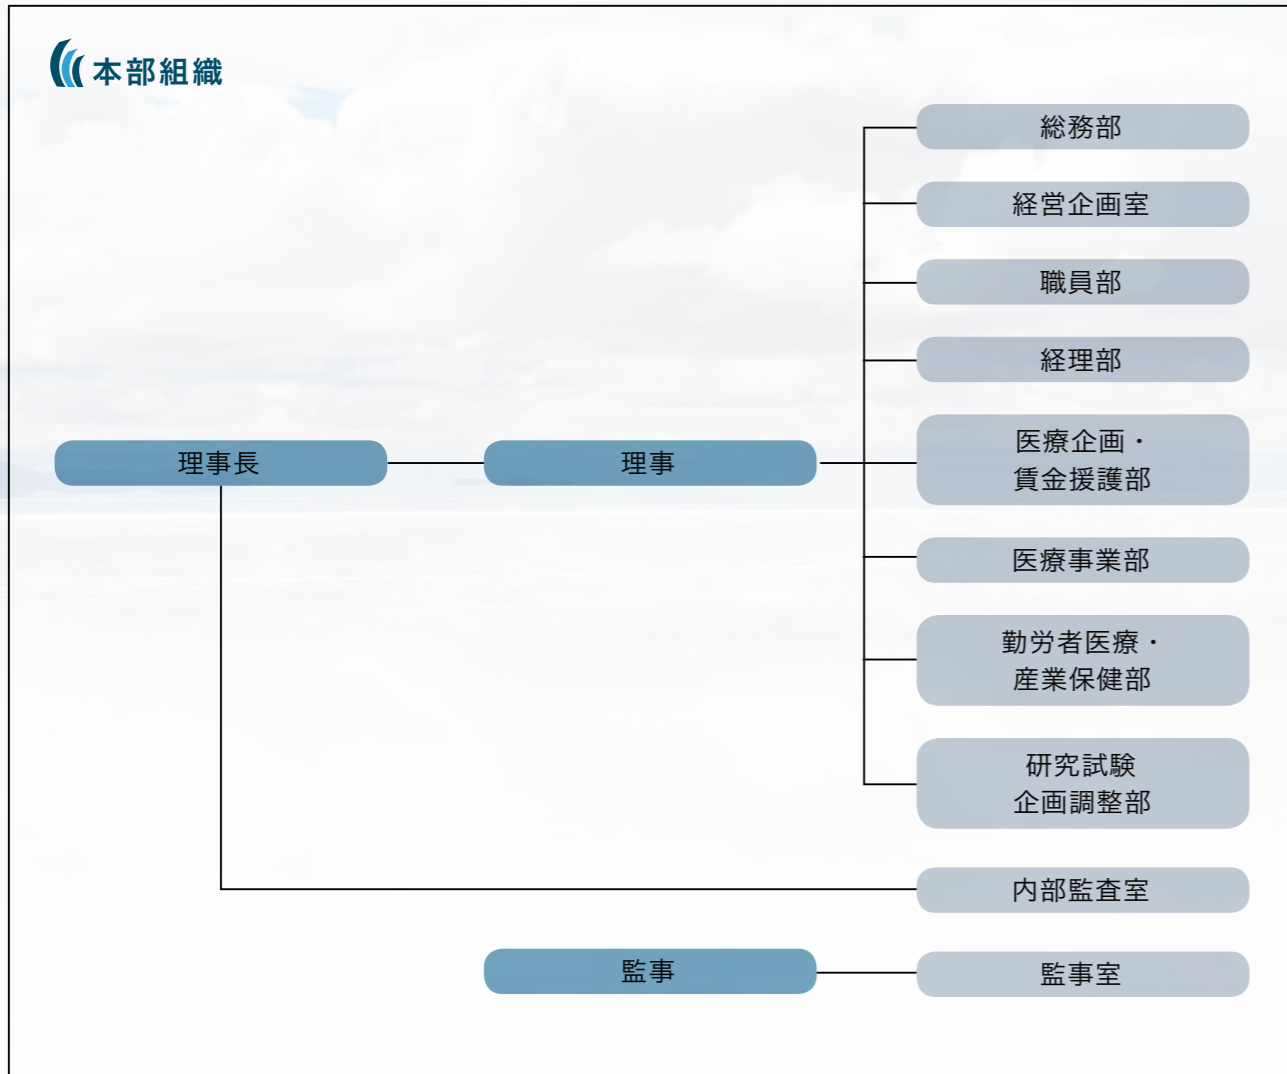 本部組織
総務部
経営企画室
職員部
経理部
理事長
理事
医療企画・
賃金援護部
医療事業部
勤労者医療・
産業保健部
研究試験
企画調整部
内部監査室
監事
監事室